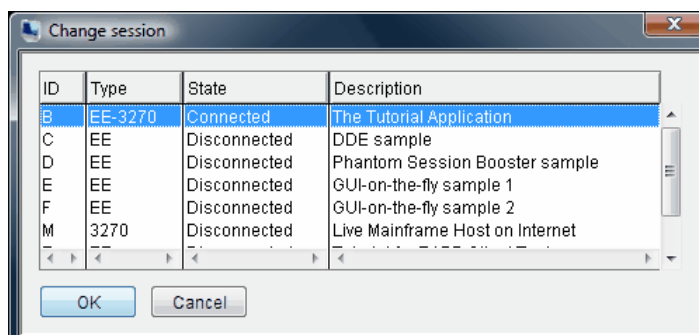 Change session
ID Type State Description
B EE-3270 Connected The Tutorial Application
C EE Disconnected DDE sample
D EE Disconnected Phantom Session Booster sample
E EE Disconnected GUI-on-the-fly sample 1
F EE Disconnected GUI-on-the-fly sample 2
M 3270 Disconnected Live Mainframe Host on Internet
OK Cancel